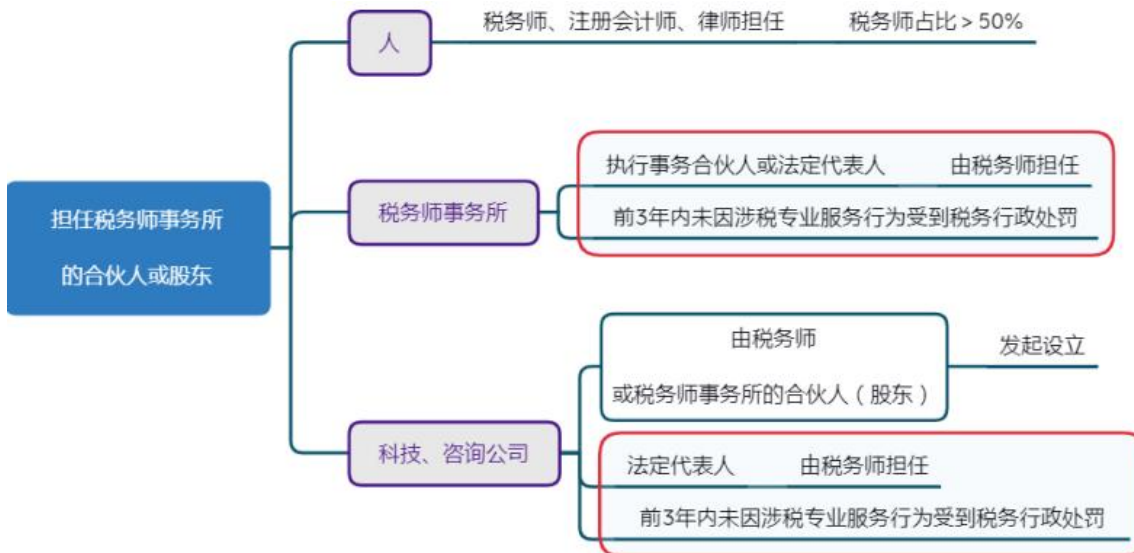 担任税务师事务所
的合伙人或股东
人
税务师、注册会计师、律师担任
税务师占比 > 50%
税务师事务所
执行事务合伙人或法定代表人
由税务师担任
前3年内未因涉税专业服务行为受到税务行政处罚
科技、咨询公司
由税务师
或税务师事务所的合伙人（股东）
发起设立
法定代表人
由税务师担任
前3年内未因涉税专业服务行为受到税务行政处罚